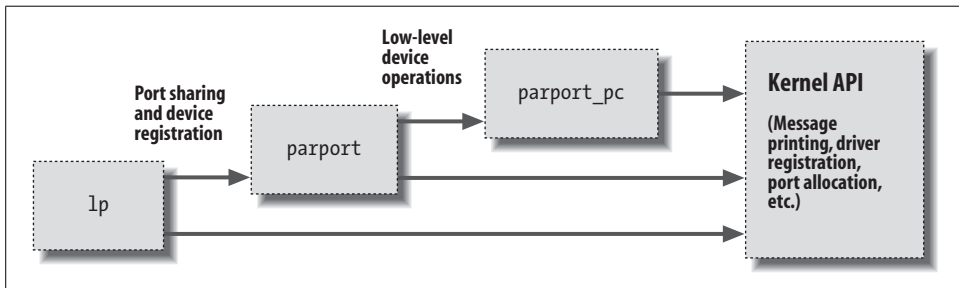 Low-level
device
operations
Port sharing
and device
registration
parport_pc
parport
lp
Kernel API
(Message
printing, driver
registration,
port allocation,
etc.)